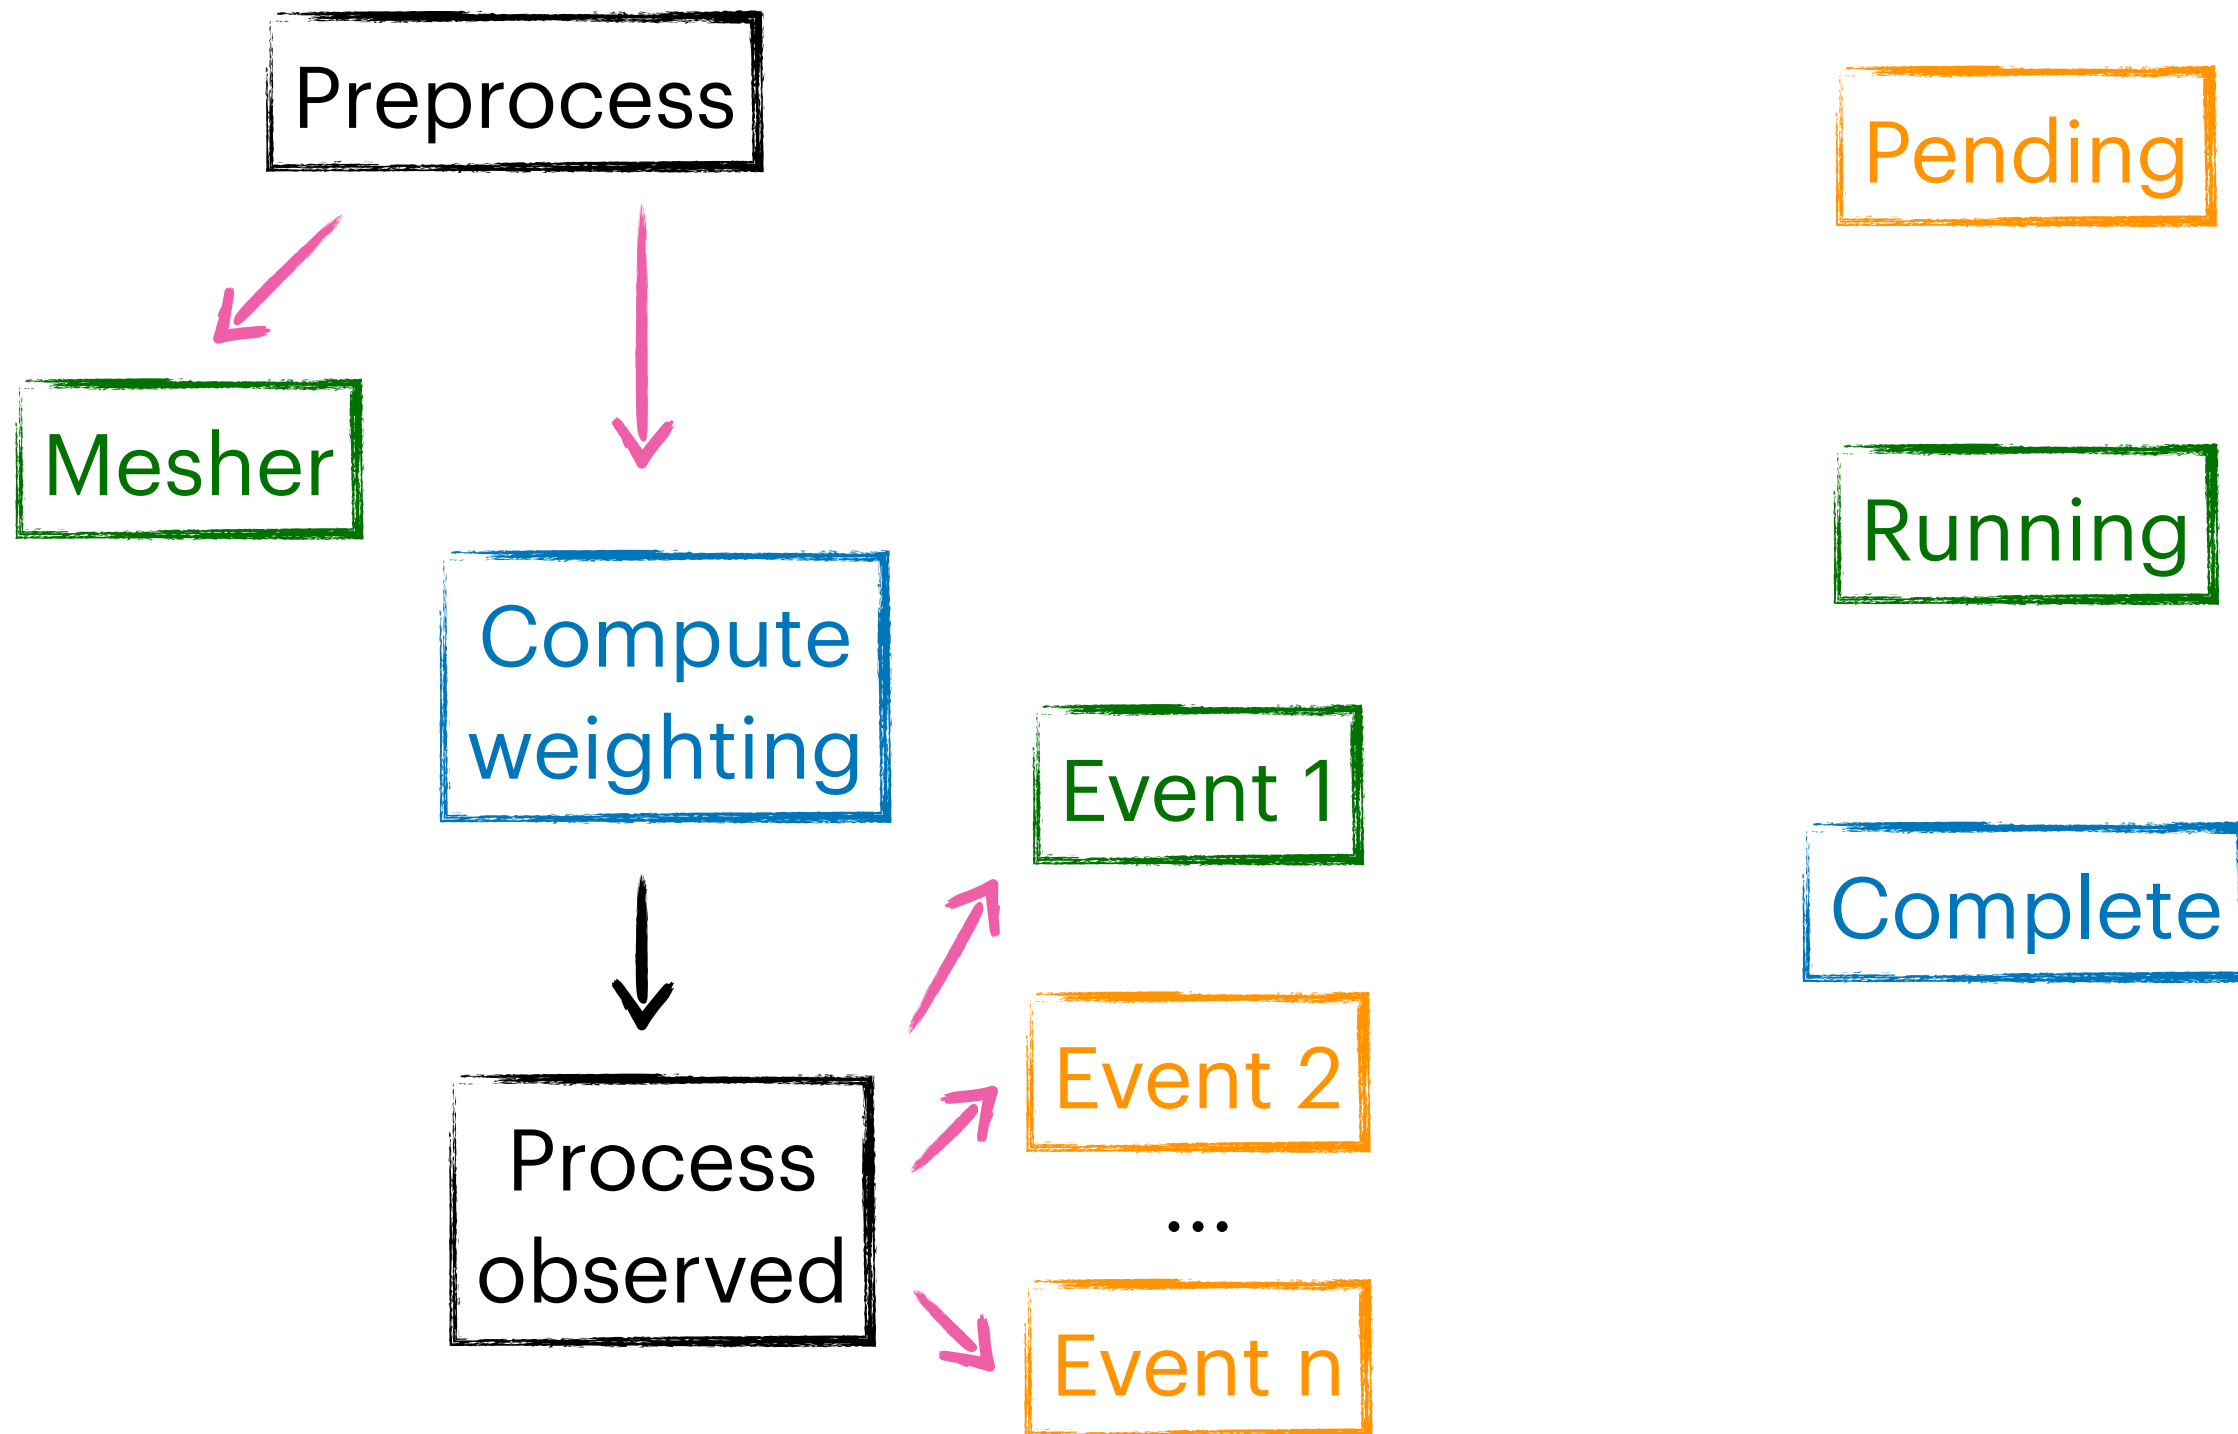 Preprocess
Mesher
Compute
weighting
Process
observed
Event 1
Event 2
...
Event n
Pending
Running
Complete